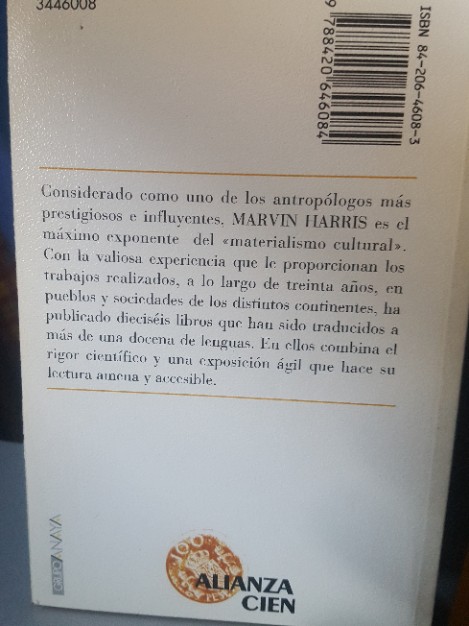 3446008
ISBN 84-206-4608-3
9 788420 646084
Considerado como uno de los antropólogos más
prestigiosos e influyentes, MARVIN HARRIS es el
máximo exponente del «materialismo cultural».
Con la valiosa experiencia que le proporcionan los
trabajos realizados, a lo largo de treinta años, en
pueblos y sociedades de los distintos continentes, ha
publicado dieciséis libros que han sido traducidos a
más de una docena de lenguas. En ellos combina el
rigor científico y una exposición ágil que hace su
lectura amena y accesible.
GRUPO ANAYA
100
ALIANZA
CIEN